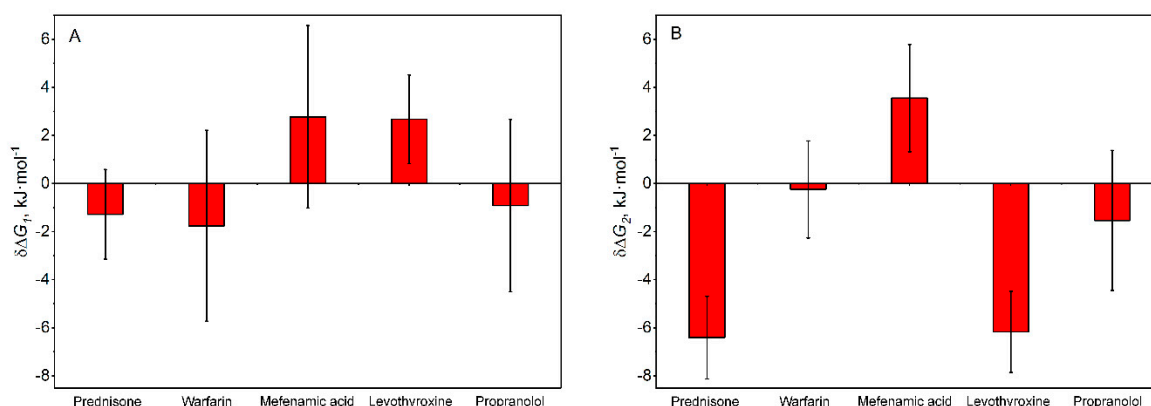 A
6
4
2
0
-2
-4
-6
-8
δΔG1, kJ·mol-1
Prednisone Warfarin Mefenamic acid Levothyroxine Propranolol
B
6
4
2
0
-2
-4
-6
-8
δΔG2, kJ·mol-1
Prednisone Warfarin Mefenamic acid Levothyroxine Propranolol